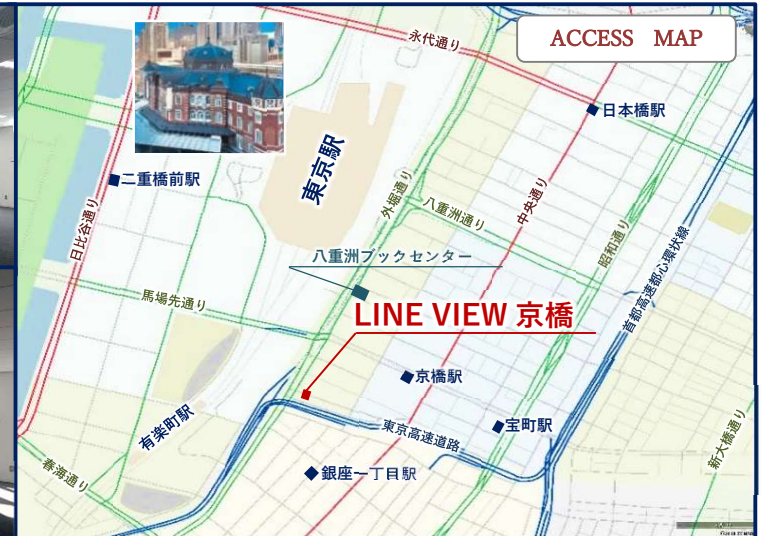 ACCESS MAP
永代通り
日本橋駅
東京駅
二重橋前駅
外堀通り
八重洲通り
中央通り
日比谷通り
昭和通り
八重洲ブックセンター
首都高速都心環状線
馬場先通り
LINE VIEW 京橋
京橋駅
有楽町駅
東京高速道路
宝町駅
新大橋通り
春海通り
銀座一丁目駅